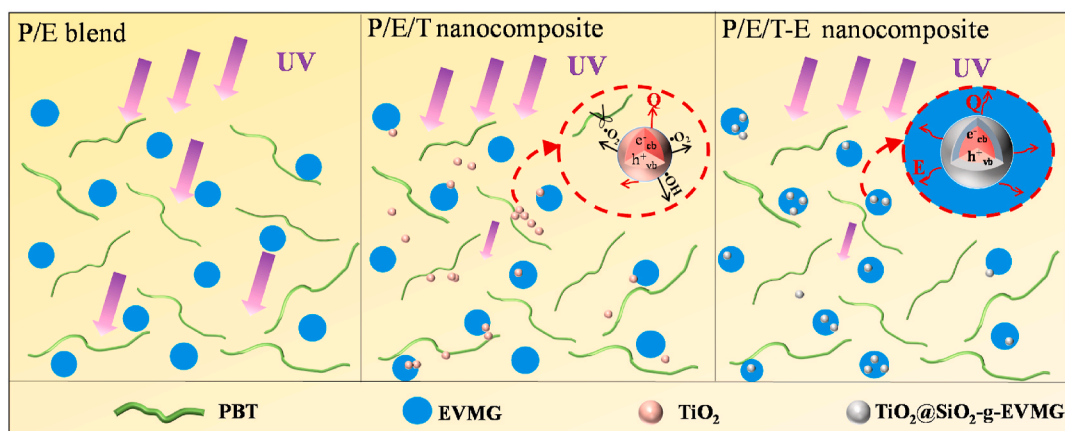 P/E blend
UV
P/E/T nanocomposite
UV
Q
•O₂⁻
e⁻cb
•O₂⁻
h⁺vb
•OH
P/E/T-E nanocomposite
UV
Q
e⁻cb
h⁺vb
E
PBT
EVMG
TiO₂
TiO₂@SiO₂-g-EVMG